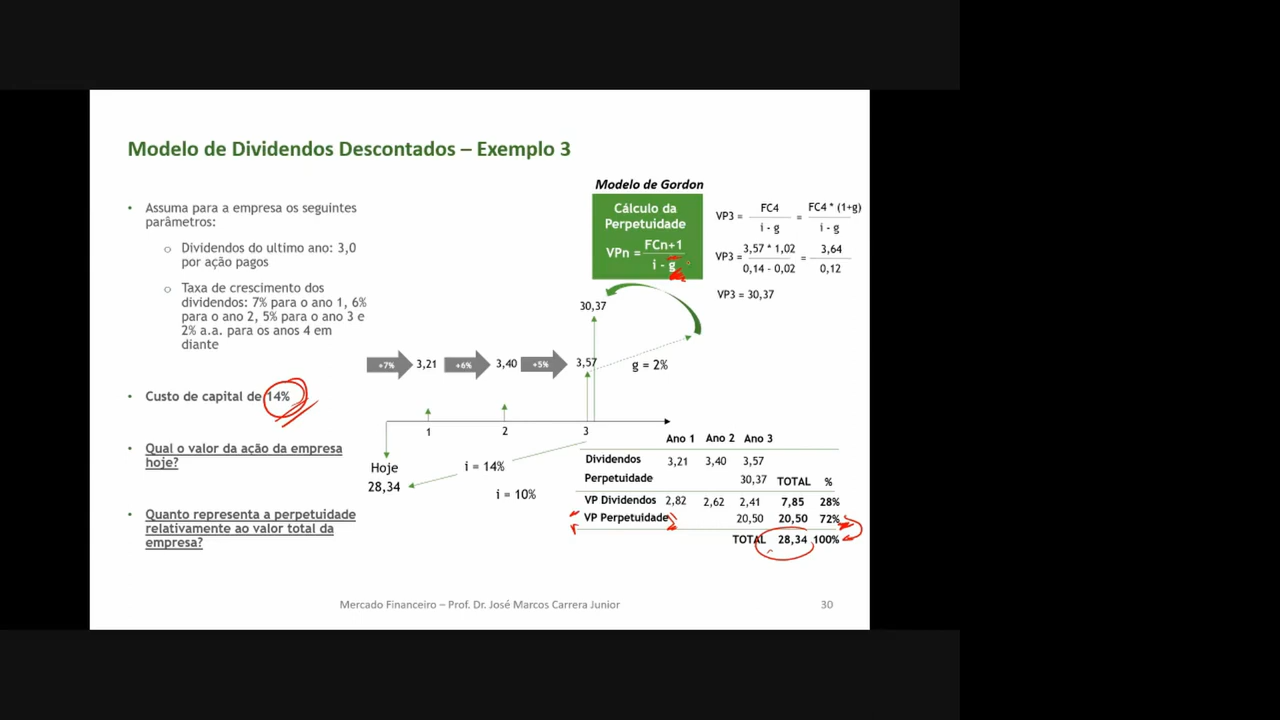 Modelo de Dividendos Descontados – Exemplo 3
• Assuma para a empresa os seguintes
parâmetros:
o Dividendos do ultimo ano: 3,0
por ação pagos
o Taxa de crescimento dos
dividendos: 7% para o ano 1, 6%
para o ano 2, 5% para o ano 3 e
2% a.a. para os anos 4 em
diante
• Custo de capital de 14%
• Qual o valor da ação da empresa
hoje?
• Quanto representa a perpetuidade
relativamente ao valor total da
empresa?
Modelo de Gordon
Cálculo da
Perpetuidade
VPn = FCn+1
i - g
VP3 = FC4 = FC4 * (1+g)
i - g i - g
VP3 = 3,57 * 1,02 = 3,64
0,14 - 0,02 0,12
VP3 = 30,37
30,37
+7% 3,21 +6% 3,40 +5% 3,57 g = 2%
1 2 3
Hoje
28,34
i = 14%
i = 10%
Ano 1 Ano 2 Ano 3
Dividendos 3,21 3,40 3,57
Perpetuidade 30,37 TOTAL %
VP Dividendos 2,82 2,62 2,41 7,85 28%
VP Perpetuidade 20,50 20,50 72%
TOTAL 28,34 100%
Mercado Financeiro – Prof. Dr. José Marcos Carrera Junior 30